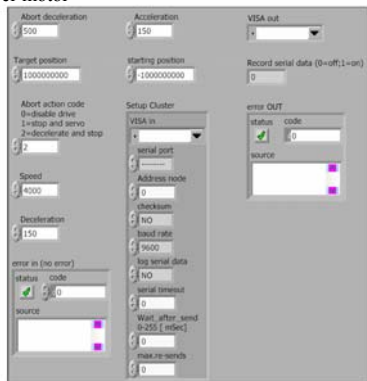 er motor
Abort deceleration
500
Target position
1000000000
Abort action code
0=disable drive
1=stop and servo
2=decelerate and stop
2
Speed
4000
Deceleration
150
error in (no error)
status code
0
source
Acceleration
150
starting position
-1000000000
Setup Cluster
VISA in
serial port
--------
Address node
0
checksum
NO
baud rate
9600
log serial data
NO
serial timeout
0
Wait_after_send
0-255 [ mSec]
0
max.re-sends
0
VISA out
Record serial data (0=off;1=on)
0
error OUT
status code
0
source